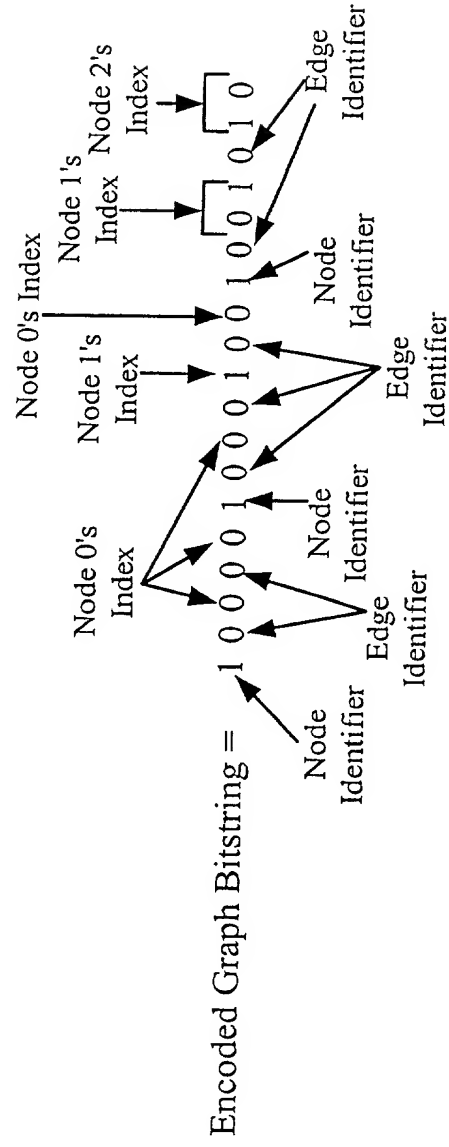 Node 0's
Index
Node 0's Index
Node 1's
Index
Node 1's
Index
Node 2's
Index
Encoded Graph Bitstring = 1 0 0 0 0 1 0 0 0 1 0 0 1 0 0 1 0 1 0
Node
Identifier
Edge
Identifier
Node
Identifier
Edge
Identifier
Node
Identifier
Edge
Identifier